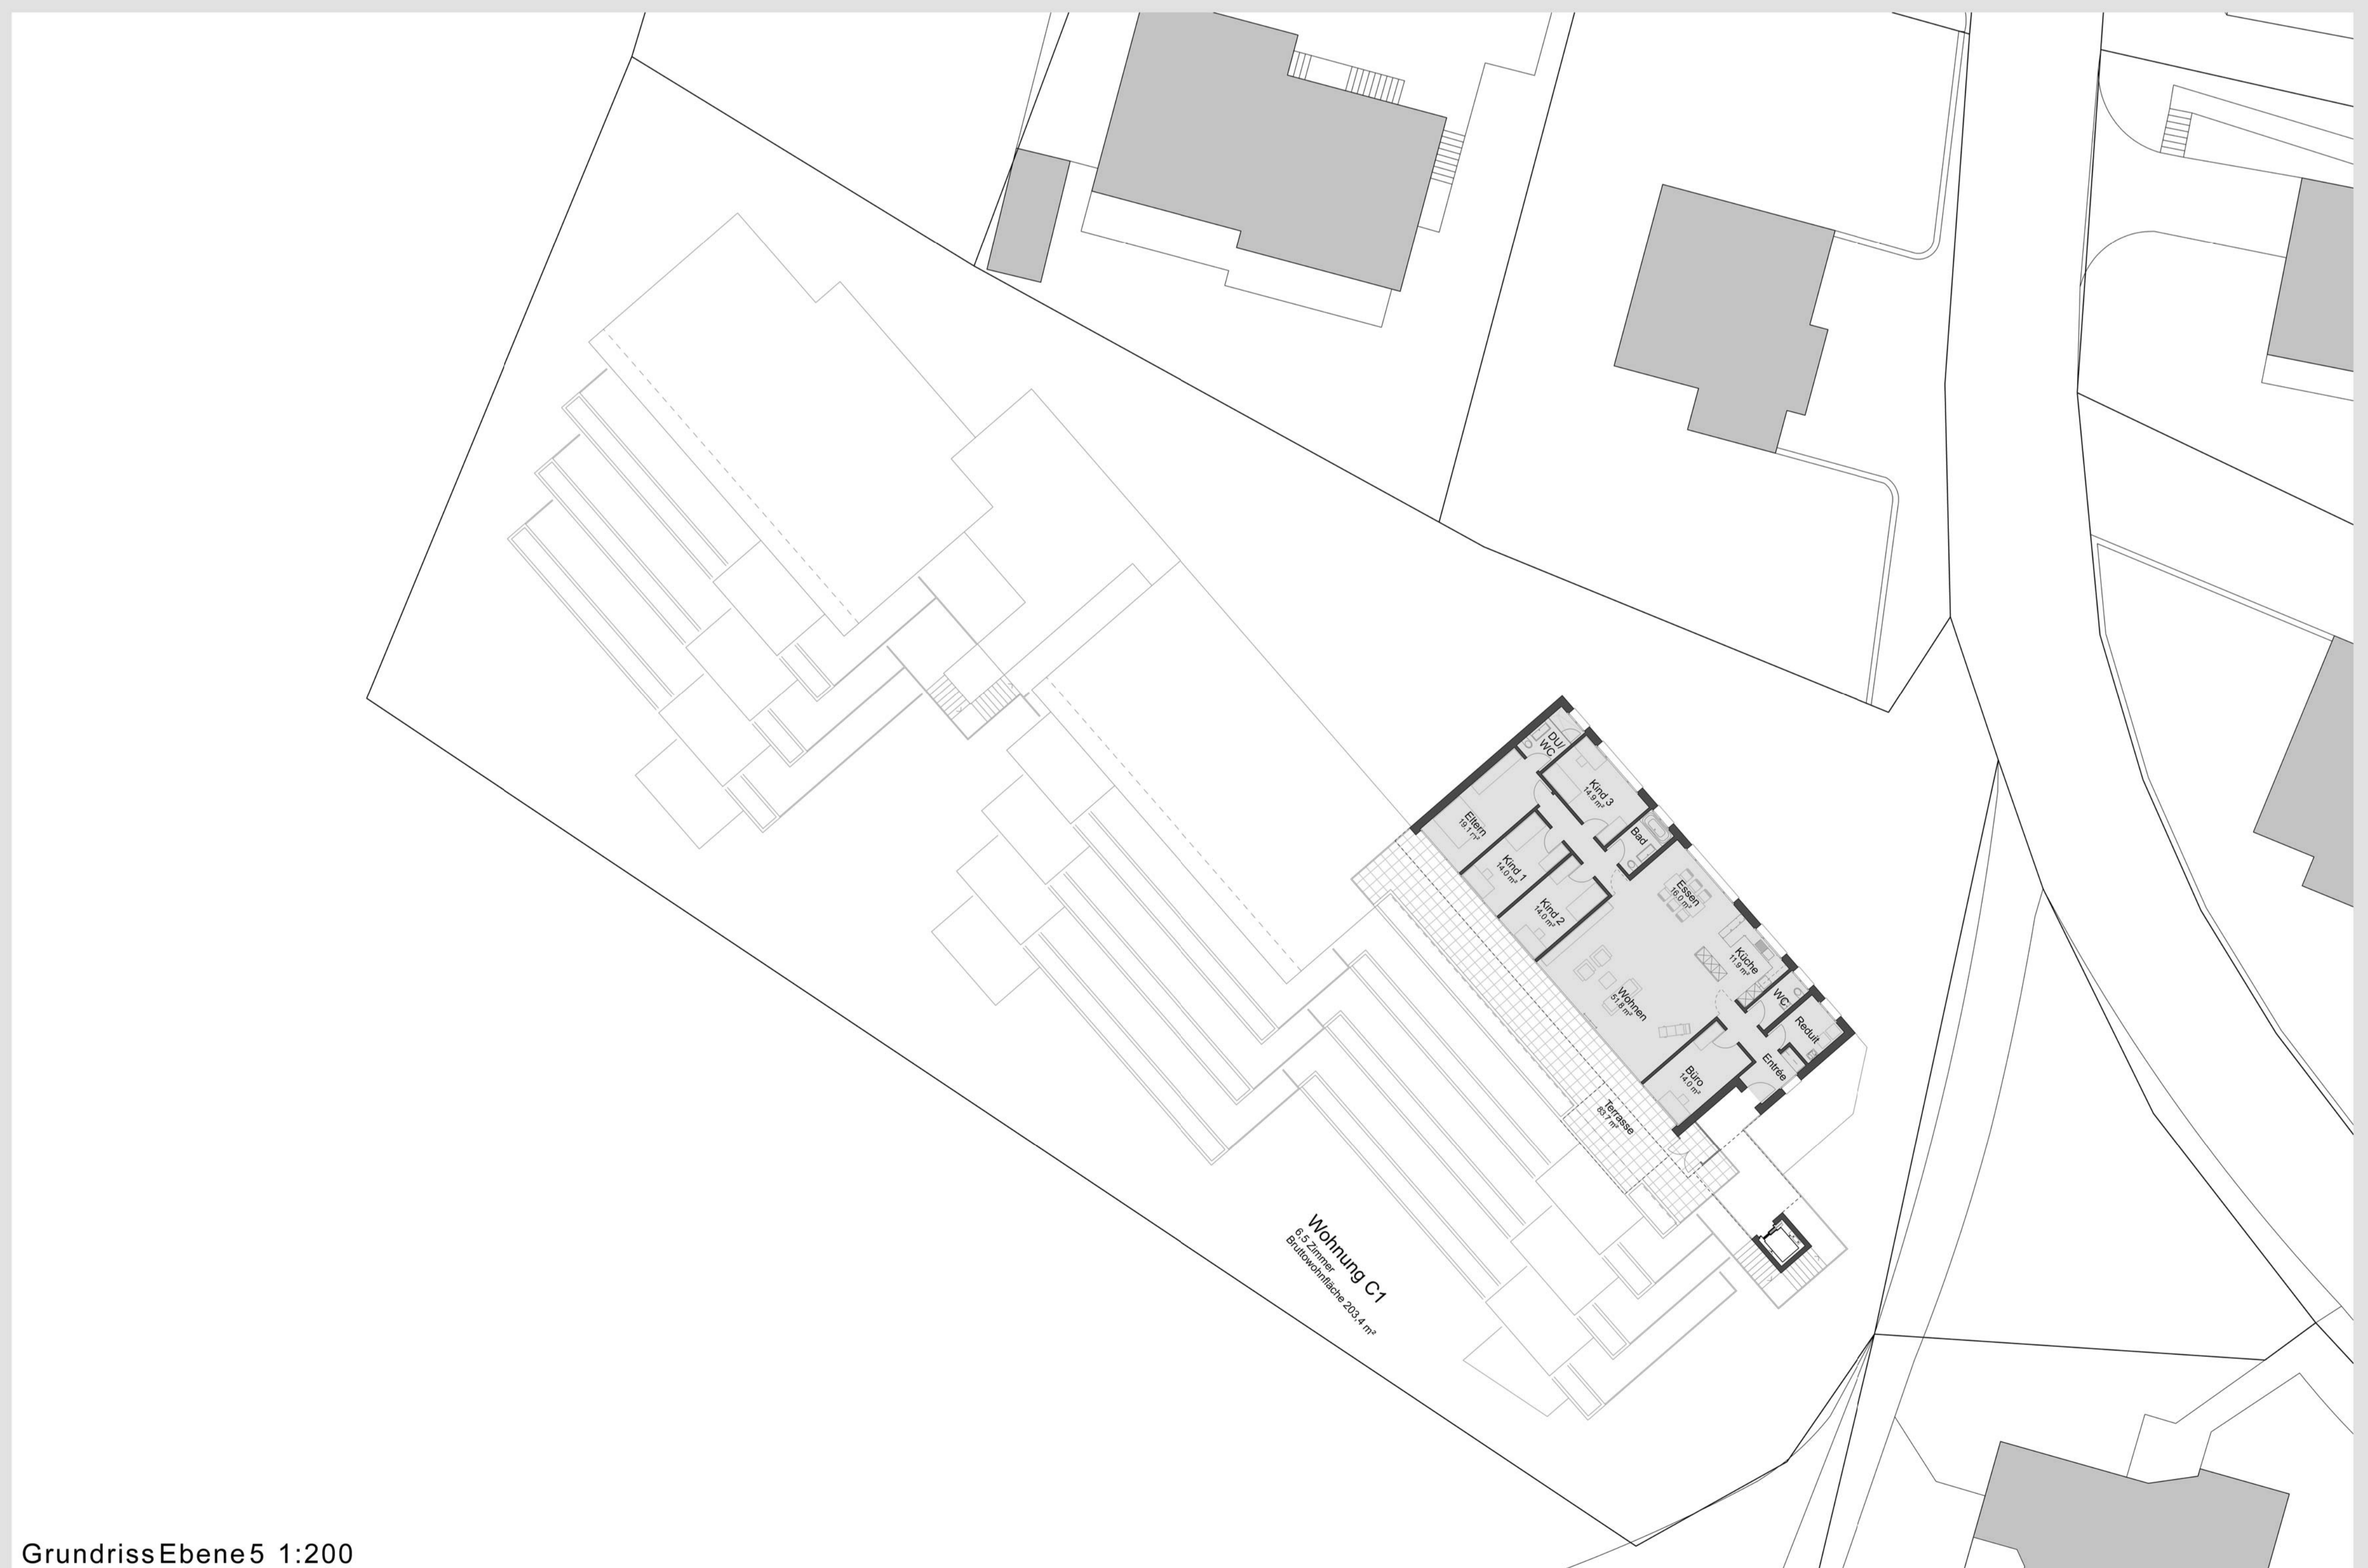 DU/
WC
Kind 3
14.9 m²
Eltern
19.1 m²
Bad
Kind 1
14.0 m²
Essen
16.0 m²
Kind 2
14.0 m²
Küche
11.9 m²
Wohnen
51.8 m²
WC
Reduit
Entrée
Büro
14.0 m²
Terrasse
83.7 m²
Wohnung C1
6,5 Zimmer
Bruttowohnfläche 203,4 m²
Grundriss Ebene 5 1:200